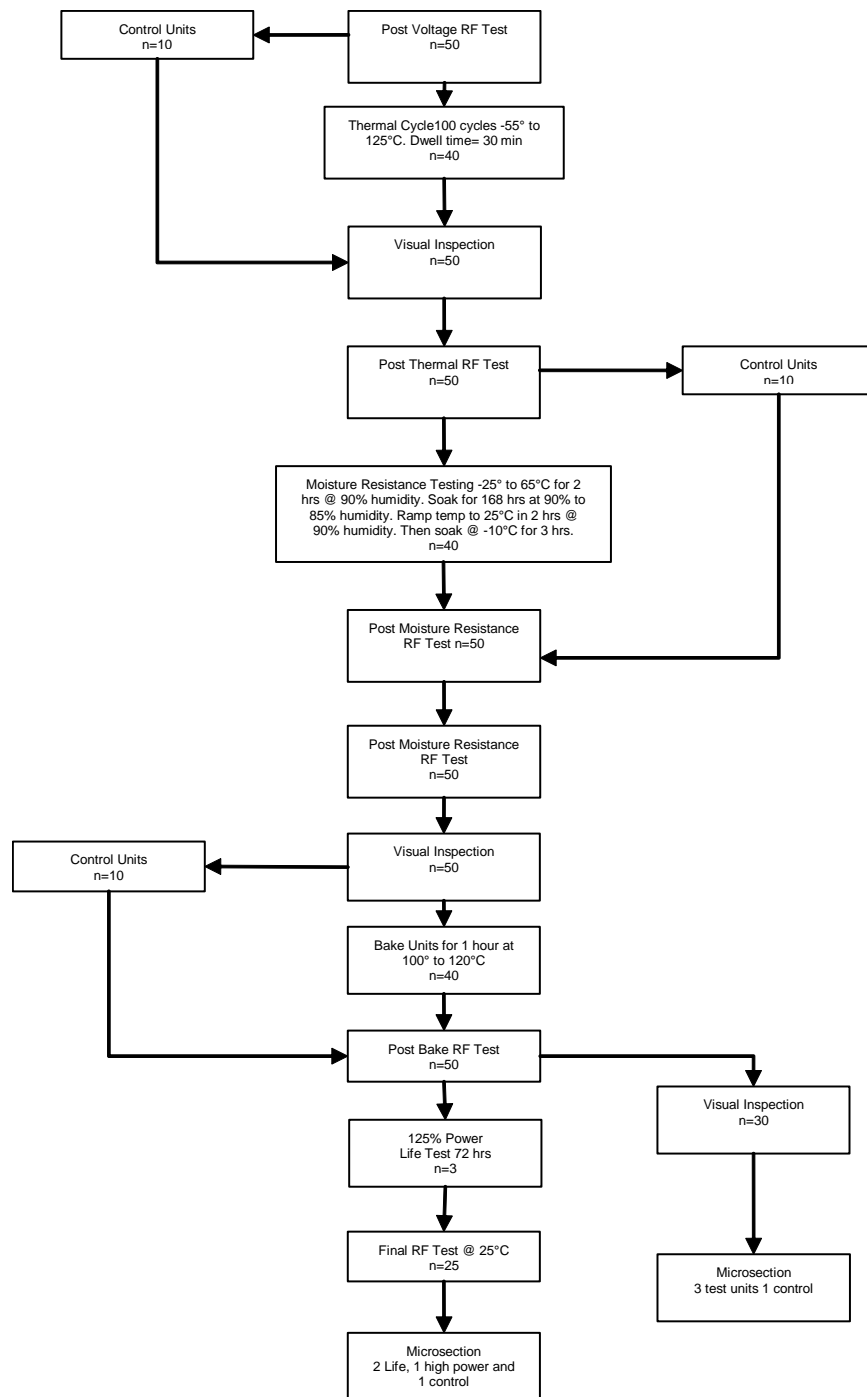 Control Units
n=10
Post Voltage RF Test
n=50
Thermal Cycle100 cycles -55° to
125°C. Dwell time= 30 min
n=40
Visual Inspection
n=50
Post Thermal RF Test
n=50
Control Units
n=10
Moisture Resistance Testing -25° to 65°C for 2
hrs @ 90% humidity. Soak for 168 hrs at 90% to
85% humidity. Ramp temp to 25°C in 2 hrs @
90% humidity. Then soak @ -10°C for 3 hrs.
n=40
Post Moisture Resistance
RF Test n=50
Post Moisture Resistance
RF Test
n=50
Visual Inspection
n=50
Control Units
n=10
Bake Units for 1 hour at
100° to 120°C
n=40
Post Bake RF Test
n=50
Visual Inspection
n=30
125% Power
Life Test 72 hrs
n=3
Final RF Test @ 25°C
n=25
Microsection
3 test units 1 control
Microsection
2 Life, 1 high power and
1 control